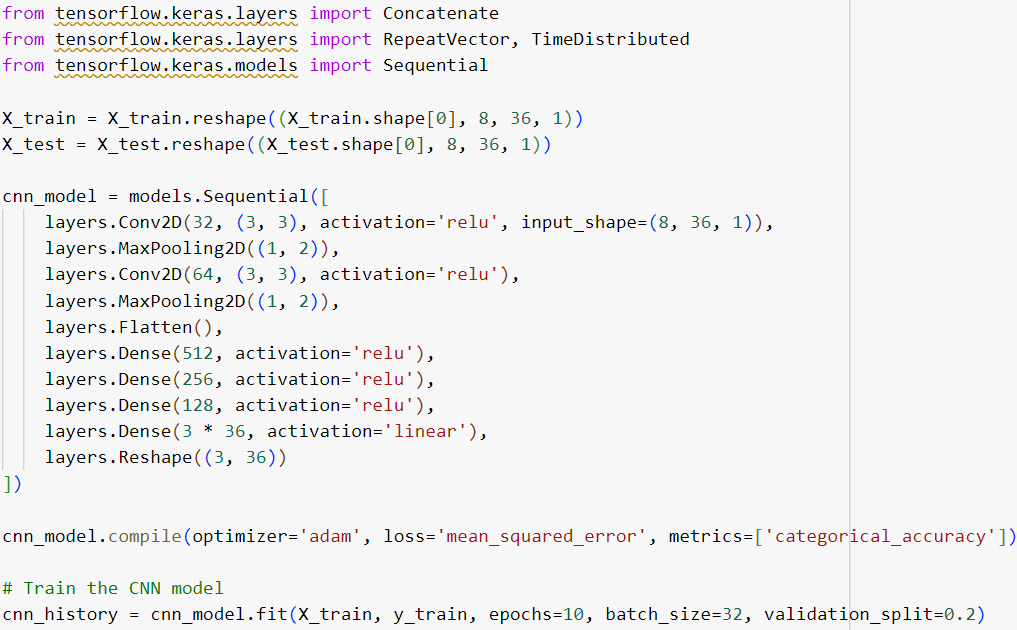 from tensorflow.keras.layers import Concatenate
from tensorflow.keras.layers import RepeatVector, TimeDistributed
from tensorflow.keras.models import Sequential

X_train = X_train.reshape((X_train.shape[0], 8, 36, 1))
X_test = X_test.reshape((X_test.shape[0], 8, 36, 1))

cnn_model = models.Sequential([
    layers.Conv2D(32, (3, 3), activation='relu', input_shape=(8, 36, 1)),
    layers.MaxPooling2D((1, 2)),
    layers.Conv2D(64, (3, 3), activation='relu'),
    layers.MaxPooling2D((1, 2)),
    layers.Flatten(),
    layers.Dense(512, activation='relu'),
    layers.Dense(256, activation='relu'),
    layers.Dense(128, activation='relu'),
    layers.Dense(3 * 36, activation='linear'),
    layers.Reshape((3, 36))
])

cnn_model.compile(optimizer='adam', loss='mean_squared_error', metrics=['categorical_accuracy'])

# Train the CNN model
cnn_history = cnn_model.fit(X_train, y_train, epochs=10, batch_size=32, validation_split=0.2)